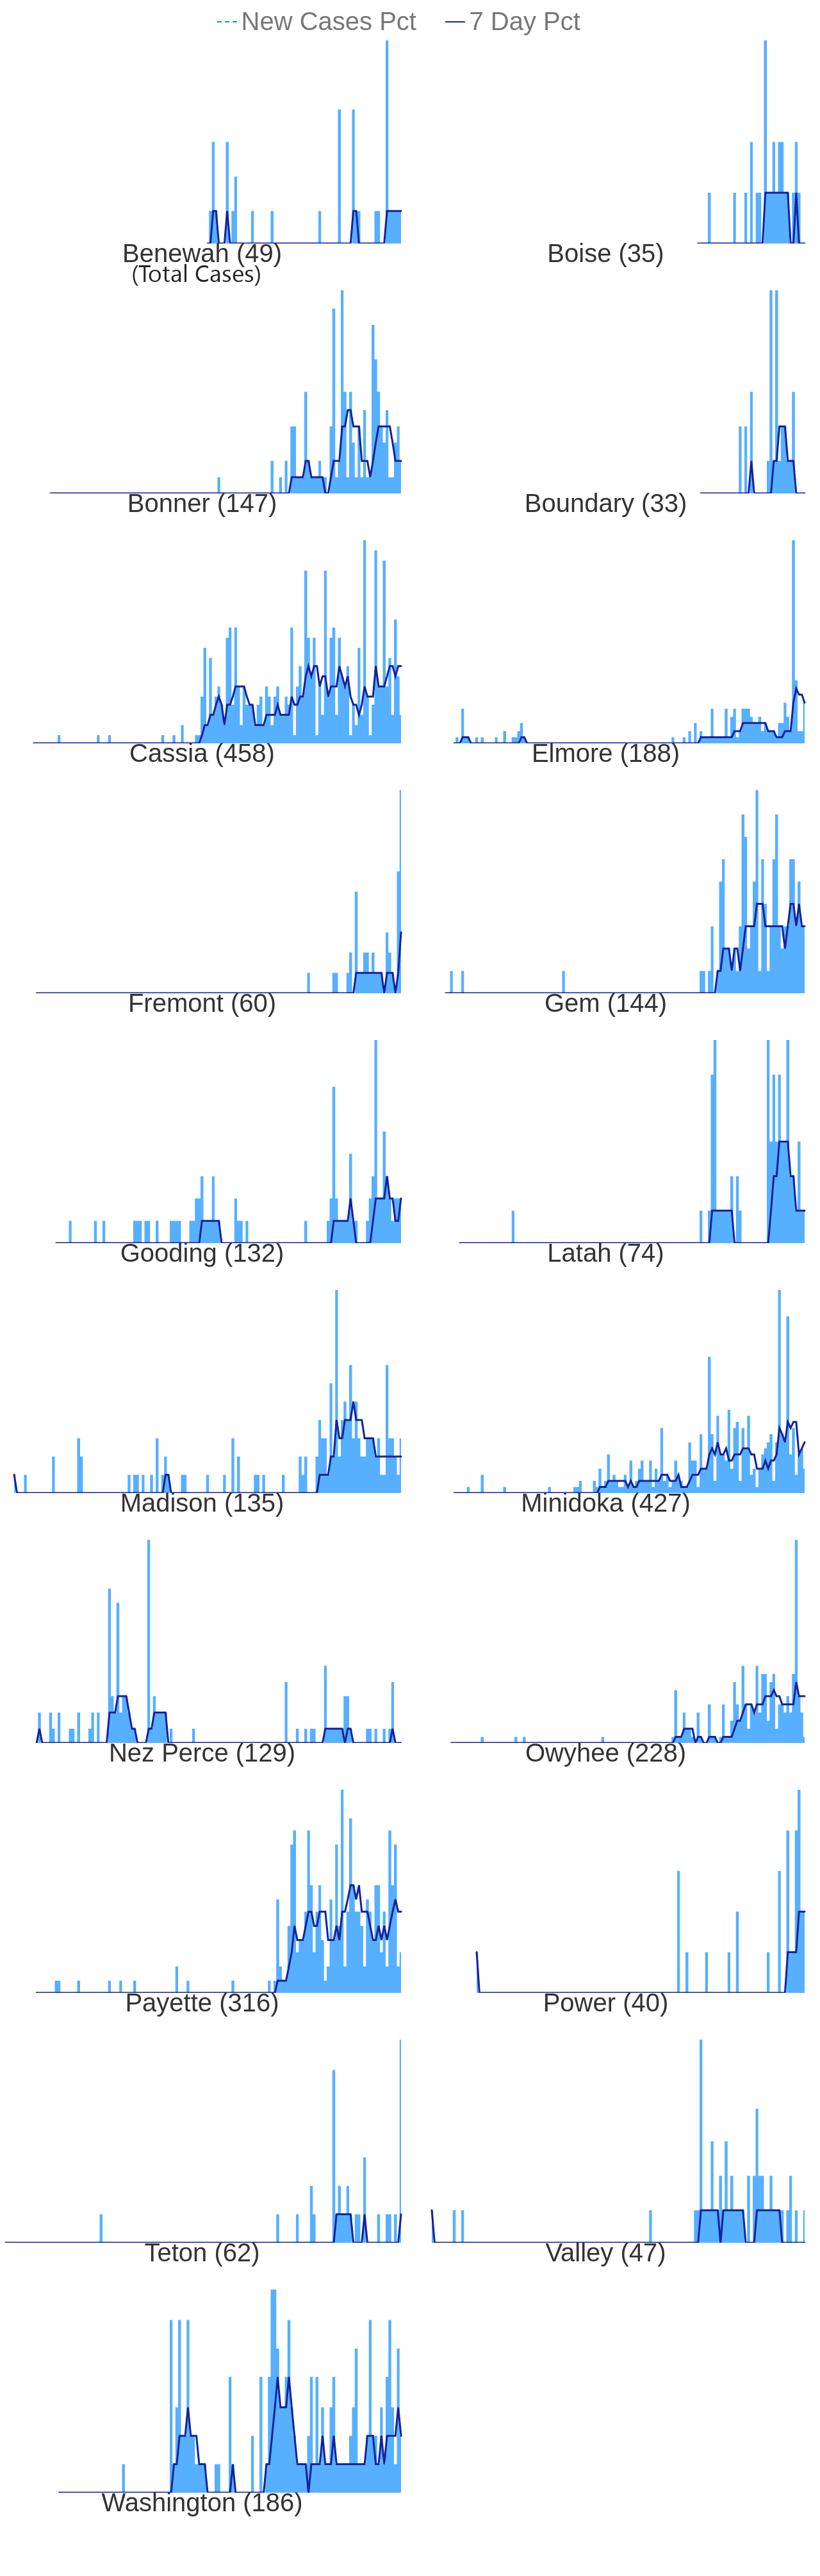 New Cases Pct 7 Day Pct
Benewah (49) Boise (35)
(Total Cases)
Bonner (147) Boundary (33)
Cassia (458) Elmore (188)
Fremont (60) Gem (144)
Gooding (132) Latah (74)
Madison (135) Minidoka (427)
Nez Perce (129) Owyhee (228)
Payette (316) Power (40)
Teton (62) Valley (47)
Washington (186)